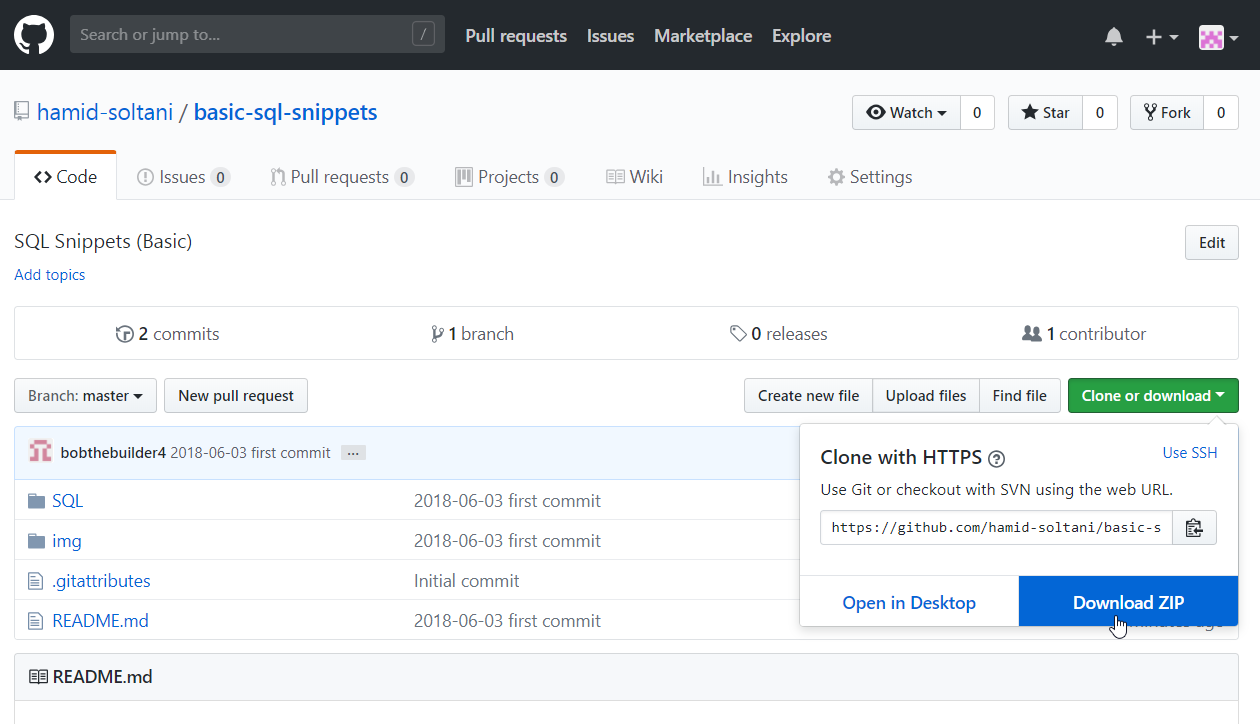 Search or jump to... /
Pull requests Issues Marketplace Explore
hamid-soltani / basic-sql-snippets
Watch 0 Star 0 Fork 0
Code Issues 0 Pull requests 0 Projects 0 Wiki Insights Settings
SQL Snippets (Basic) Edit
Add topics
2 commits 1 branch 0 releases 1 contributor
Branch: master New pull request Create new file Upload files Find file Clone or download
bobthebuilder4 2018-06-03 first commit ...
SQL 2018-06-03 first commit
img 2018-06-03 first commit
.gitattributes Initial commit
README.md 2018-06-03 first commit
Clone with HTTPS ? Use SSH
Use Git or checkout with SVN using the web URL.
https://github.com/hamid-soltani/basic-s
Open in Desktop Download ZIP
README.md